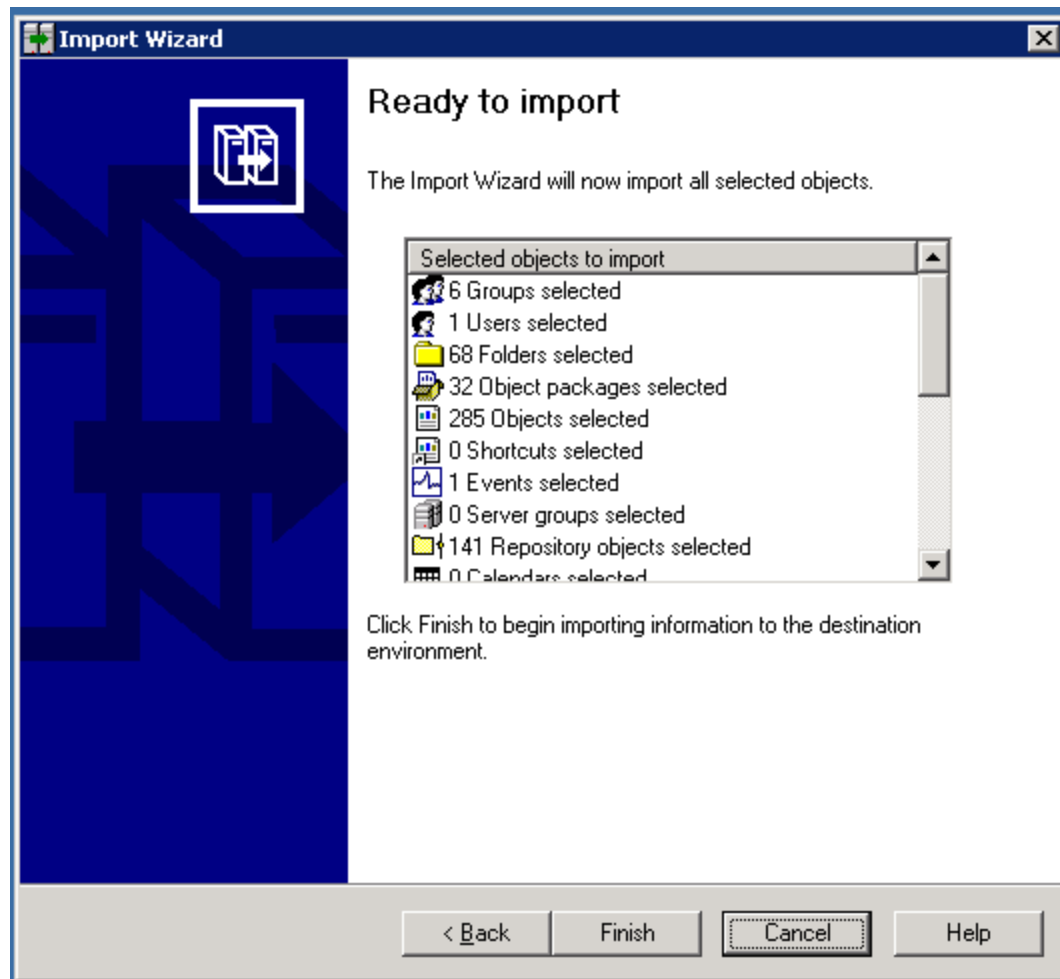 Import Wizard
Ready to import
The Import Wizard will now import all selected objects.
Selected objects to import
6 Groups selected
1 Users selected
68 Folders selected
32 Object packages selected
285 Objects selected
0 Shortcuts selected
1 Events selected
0 Server groups selected
141 Repository objects selected
0 Calendars selected
Click Finish to begin importing information to the destination
environment.
< Back Finish Cancel Help